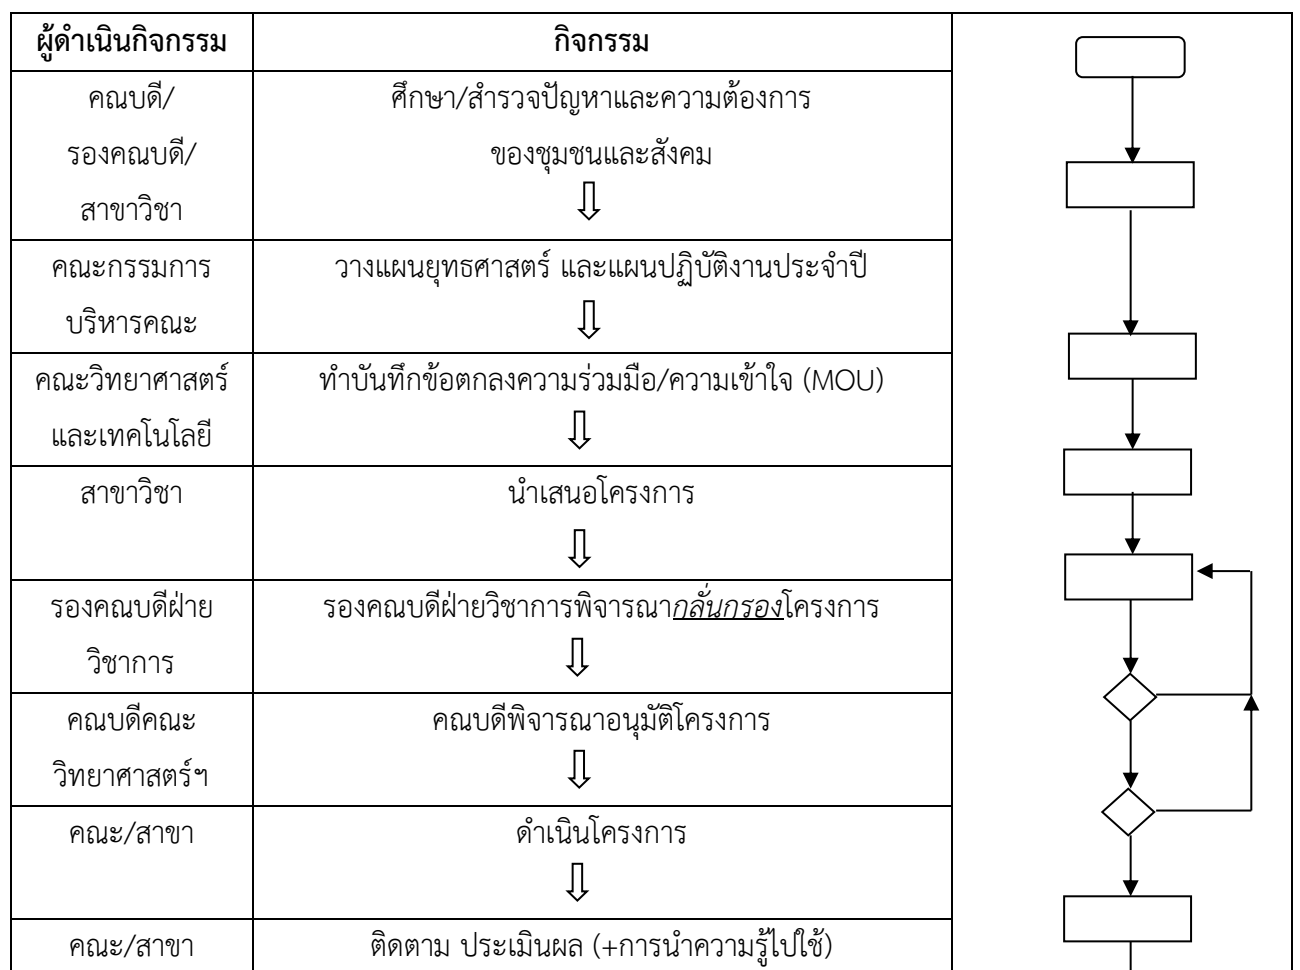 ผู้ดำเนินกิจกรรม
กิจกรรม
คณบดี/
รองคณบดี/
สาขาวิชา
ศึกษา/สำรวจปัญหาและความต้องการ
ของชุมชนและสังคม
คณะกรรมการ
บริหารคณะ
วางแผนยุทธศาสตร์ และแผนปฏิบัติงานประจำปี
คณะวิทยาศาสตร์
และเทคโนโลยี
ทำบันทึกข้อตกลงความร่วมมือ/ความเข้าใจ (MOU)
สาขาวิชา
นำเสนอโครงการ
รองคณบดีฝ่าย
วิชาการ
รองคณบดีฝ่ายวิชาการพิจารณากลั่นกรองโครงการ
คณบดีคณะ
วิทยาศาสตร์ฯ
คณบดีพิจารณาอนุมัติโครงการ
คณะ/สาขา
ดำเนินโครงการ
คณะ/สาขา
ติดตาม ประเมินผล (+การนำความรู้ไปใช้)